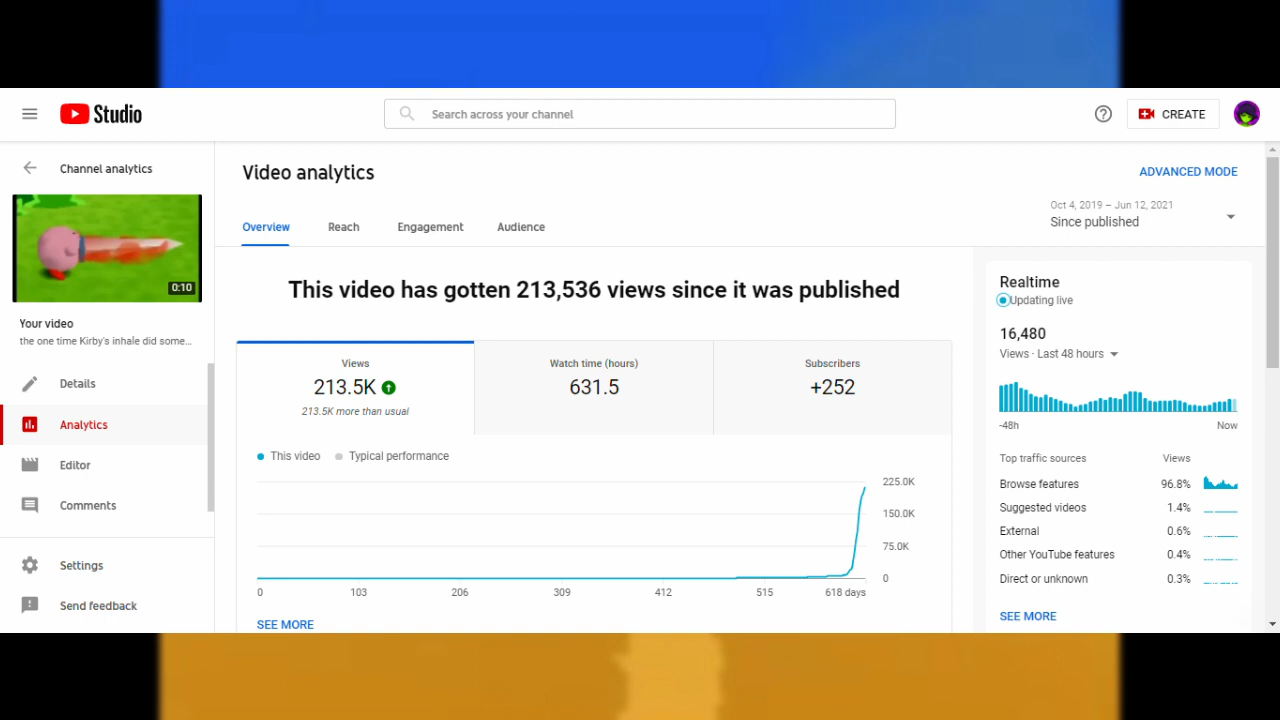 Studio
Search across your channel
CREATE
Channel analytics
0:10
Your video
the one time Kirby's inhale did some...
Details
Analytics
Editor
Comments
Settings
Send feedback
Video analytics
ADVANCED MODE
Oct 4, 2019 – Jun 12, 2021
Since published
Overview Reach Engagement Audience
This video has gotten 213,536 views since it was published
Views
213.5K
213.5K more than usual
Watch time (hours)
631.5
Subscribers
+252
This video Typical performance
225.0K
150.0K
75.0K
0
0 103 206 309 412 515 618 days
SEE MORE
Realtime
Updating live
16,480
Views · Last 48 hours
-48h Now
Top traffic sources Views
Browse features 96.8%
Suggested videos 1.4%
External 0.6%
Other YouTube features 0.4%
Direct or unknown 0.3%
SEE MORE